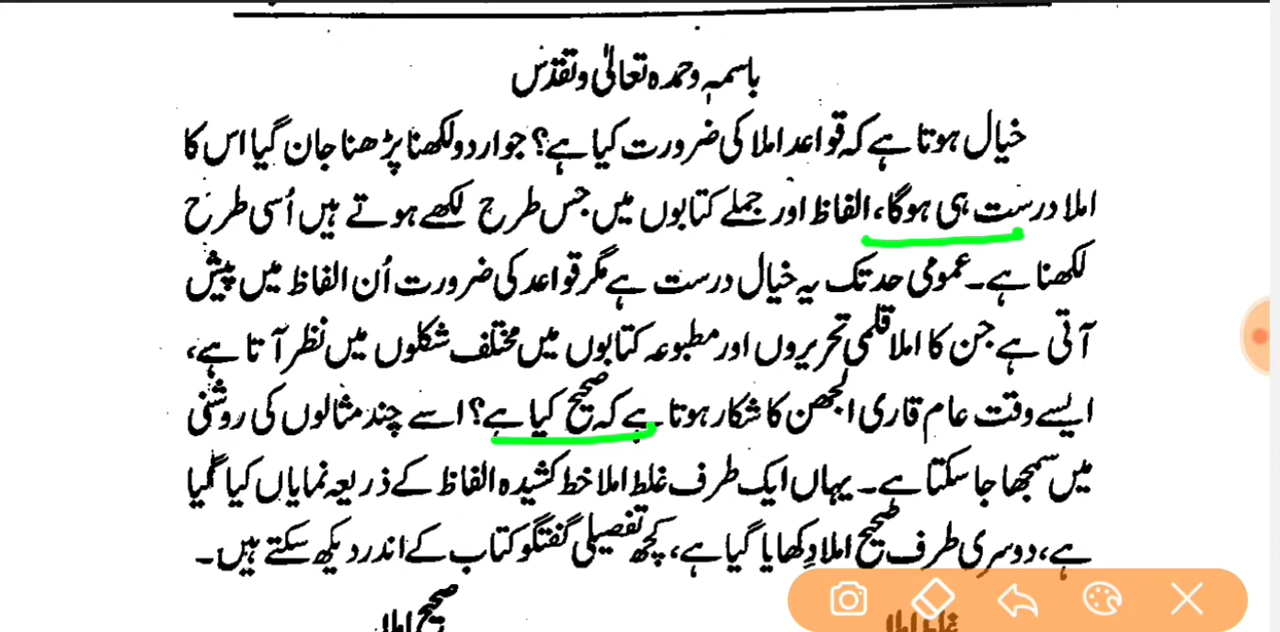 باسمہٖ وحمدہ تعالیٰ وتقدّس
خیال ہوتا ہے کہ قواعد املا کی ضرورت کیا ہے؟ جو اردو لکھنا پڑھنا جان گیا اس کا
املا درست ہی ہوگا، الفاظ اور جملے کتابوں میں جس طرح لکھے ہوتے ہیں اُسی طرح
لکھنا ہے۔ عمومی حد تک یہ خیال درست ہے مگر قواعد کی ضرورت اُن الفاظ میں پیش
آتی ہے جن کا املا قلمی تحریروں اور مطبوعہ کتابوں میں مختلف شکلوں میں نظر آتا ہے،
ایسے وقت عام قاری الجھن کا شکار ہوتا ہے کہ صحیح کیا ہے؟ اسے چند مثالوں کی روشنی
میں سمجھا جا سکتا ہے۔ یہاں ایک طرف غلط املا خط کشیدہ الفاظ کے ذریعہ نمایاں کیا گیا
ہے، دوسری طرف صحیح املا دِکھایا گیا ہے، کچھ تفصیلی گفتگو کتاب کے اندر دیکھ سکتے ہیں۔
غلط املا صحیح املا